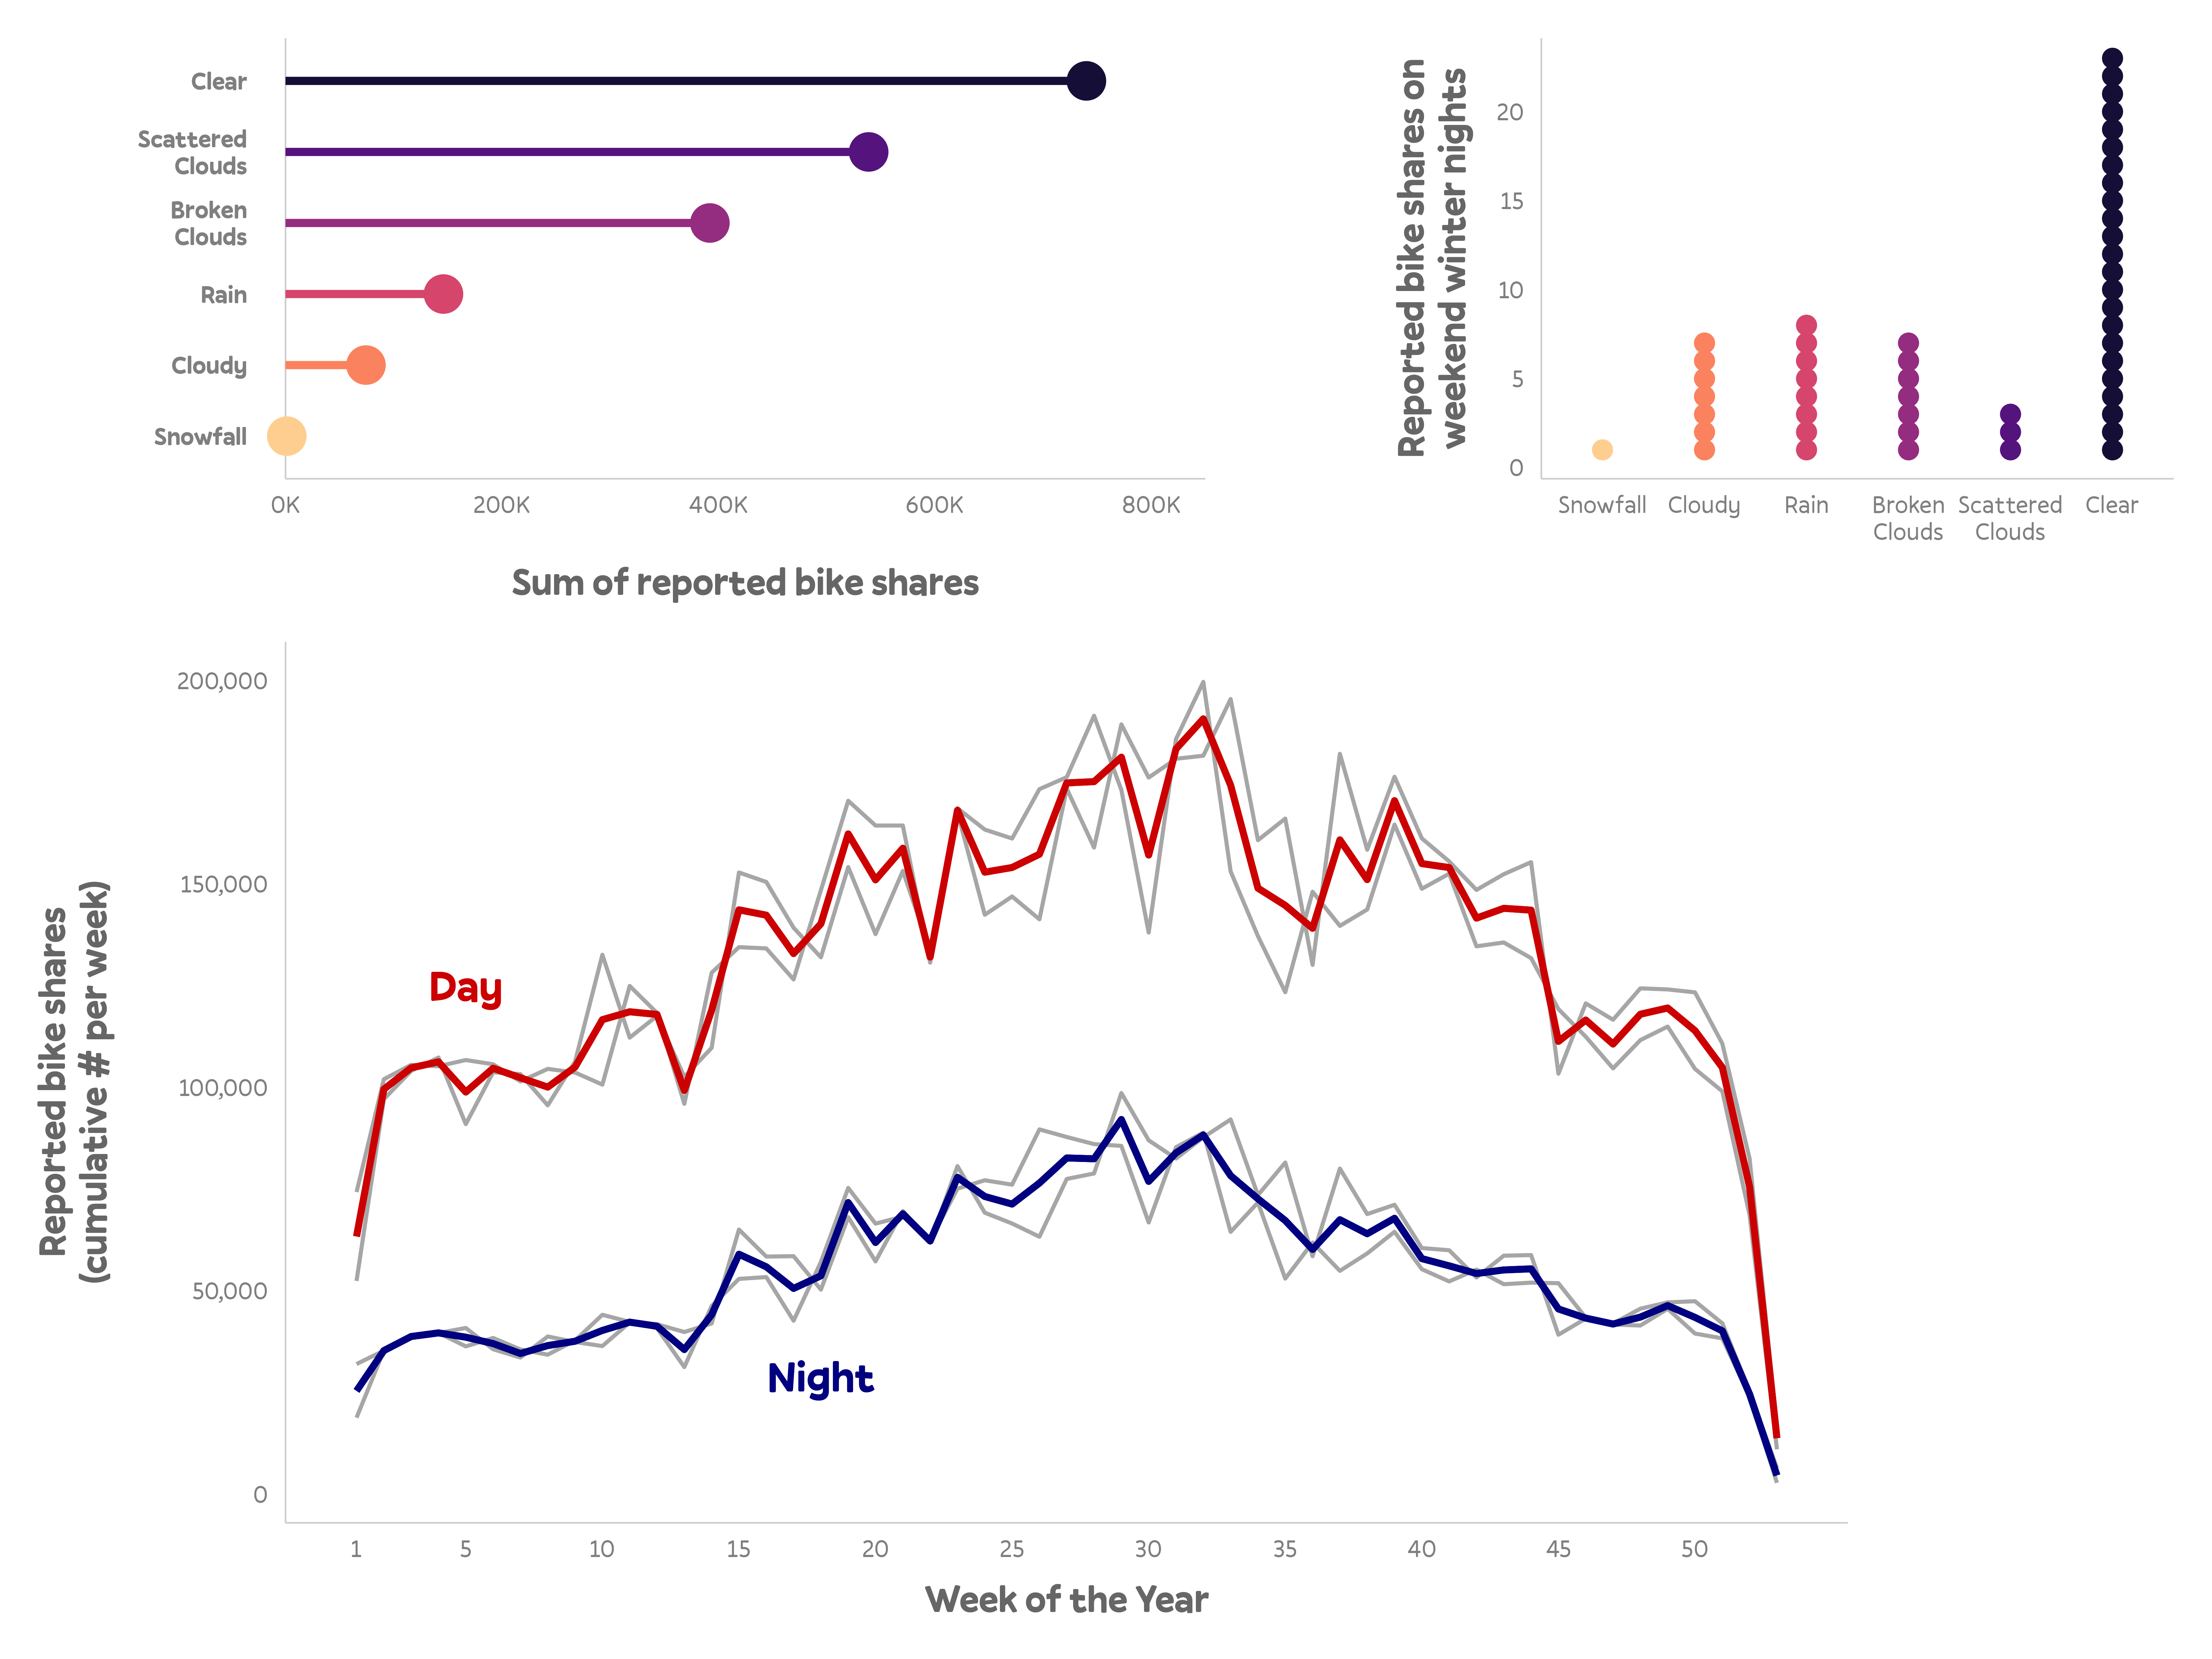 Clear
Scattered
Clouds
Broken
Clouds
Rain
Cloudy
Snowfall
0K
200K
400K
600K
800K
Sum of reported bike shares
Reported bike shares on
weekend winter nights
20
15
10
5
0
Snowfall
Cloudy
Rain
Broken
Clouds
Scattered
Clouds
Clear
Reported bike shares
(cumulative # per week)
200,000
150,000
100,000
50,000
0
Day
Night
1
5
10
15
20
25
30
35
40
45
50
Week of the Year